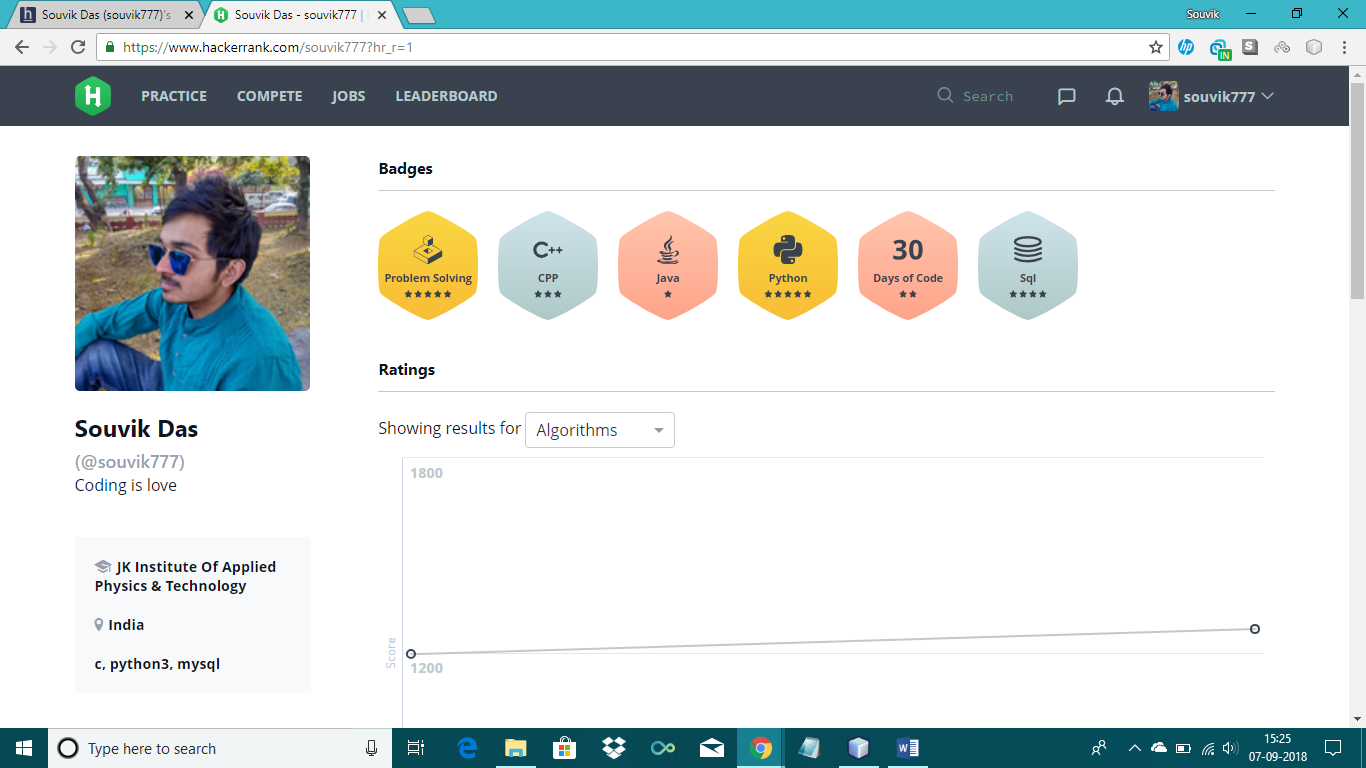 Souvik Das (souvik777)'s
Souvik Das - souvik777 |
Souvik
https://www.hackerrank.com/souvik777?hr_r=1
IN
PRACTICE
COMPETE
JOBS
LEADERBOARD
Search
souvik777
Badges
Problem Solving
C++
CPP
Java
Python
30
Days of Code
Sql
Ratings
Showing results for
Algorithms
1800
Score
1200
Souvik Das
(@souvik777)
Coding is love
JK Institute Of Applied
Physics & Technology
India
c, python3, mysql
Type here to search
15:25
07-09-2018